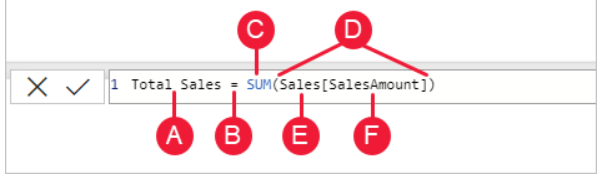 C D
1 Total Sales = SUM(Sales[SalesAmount])
A B E F